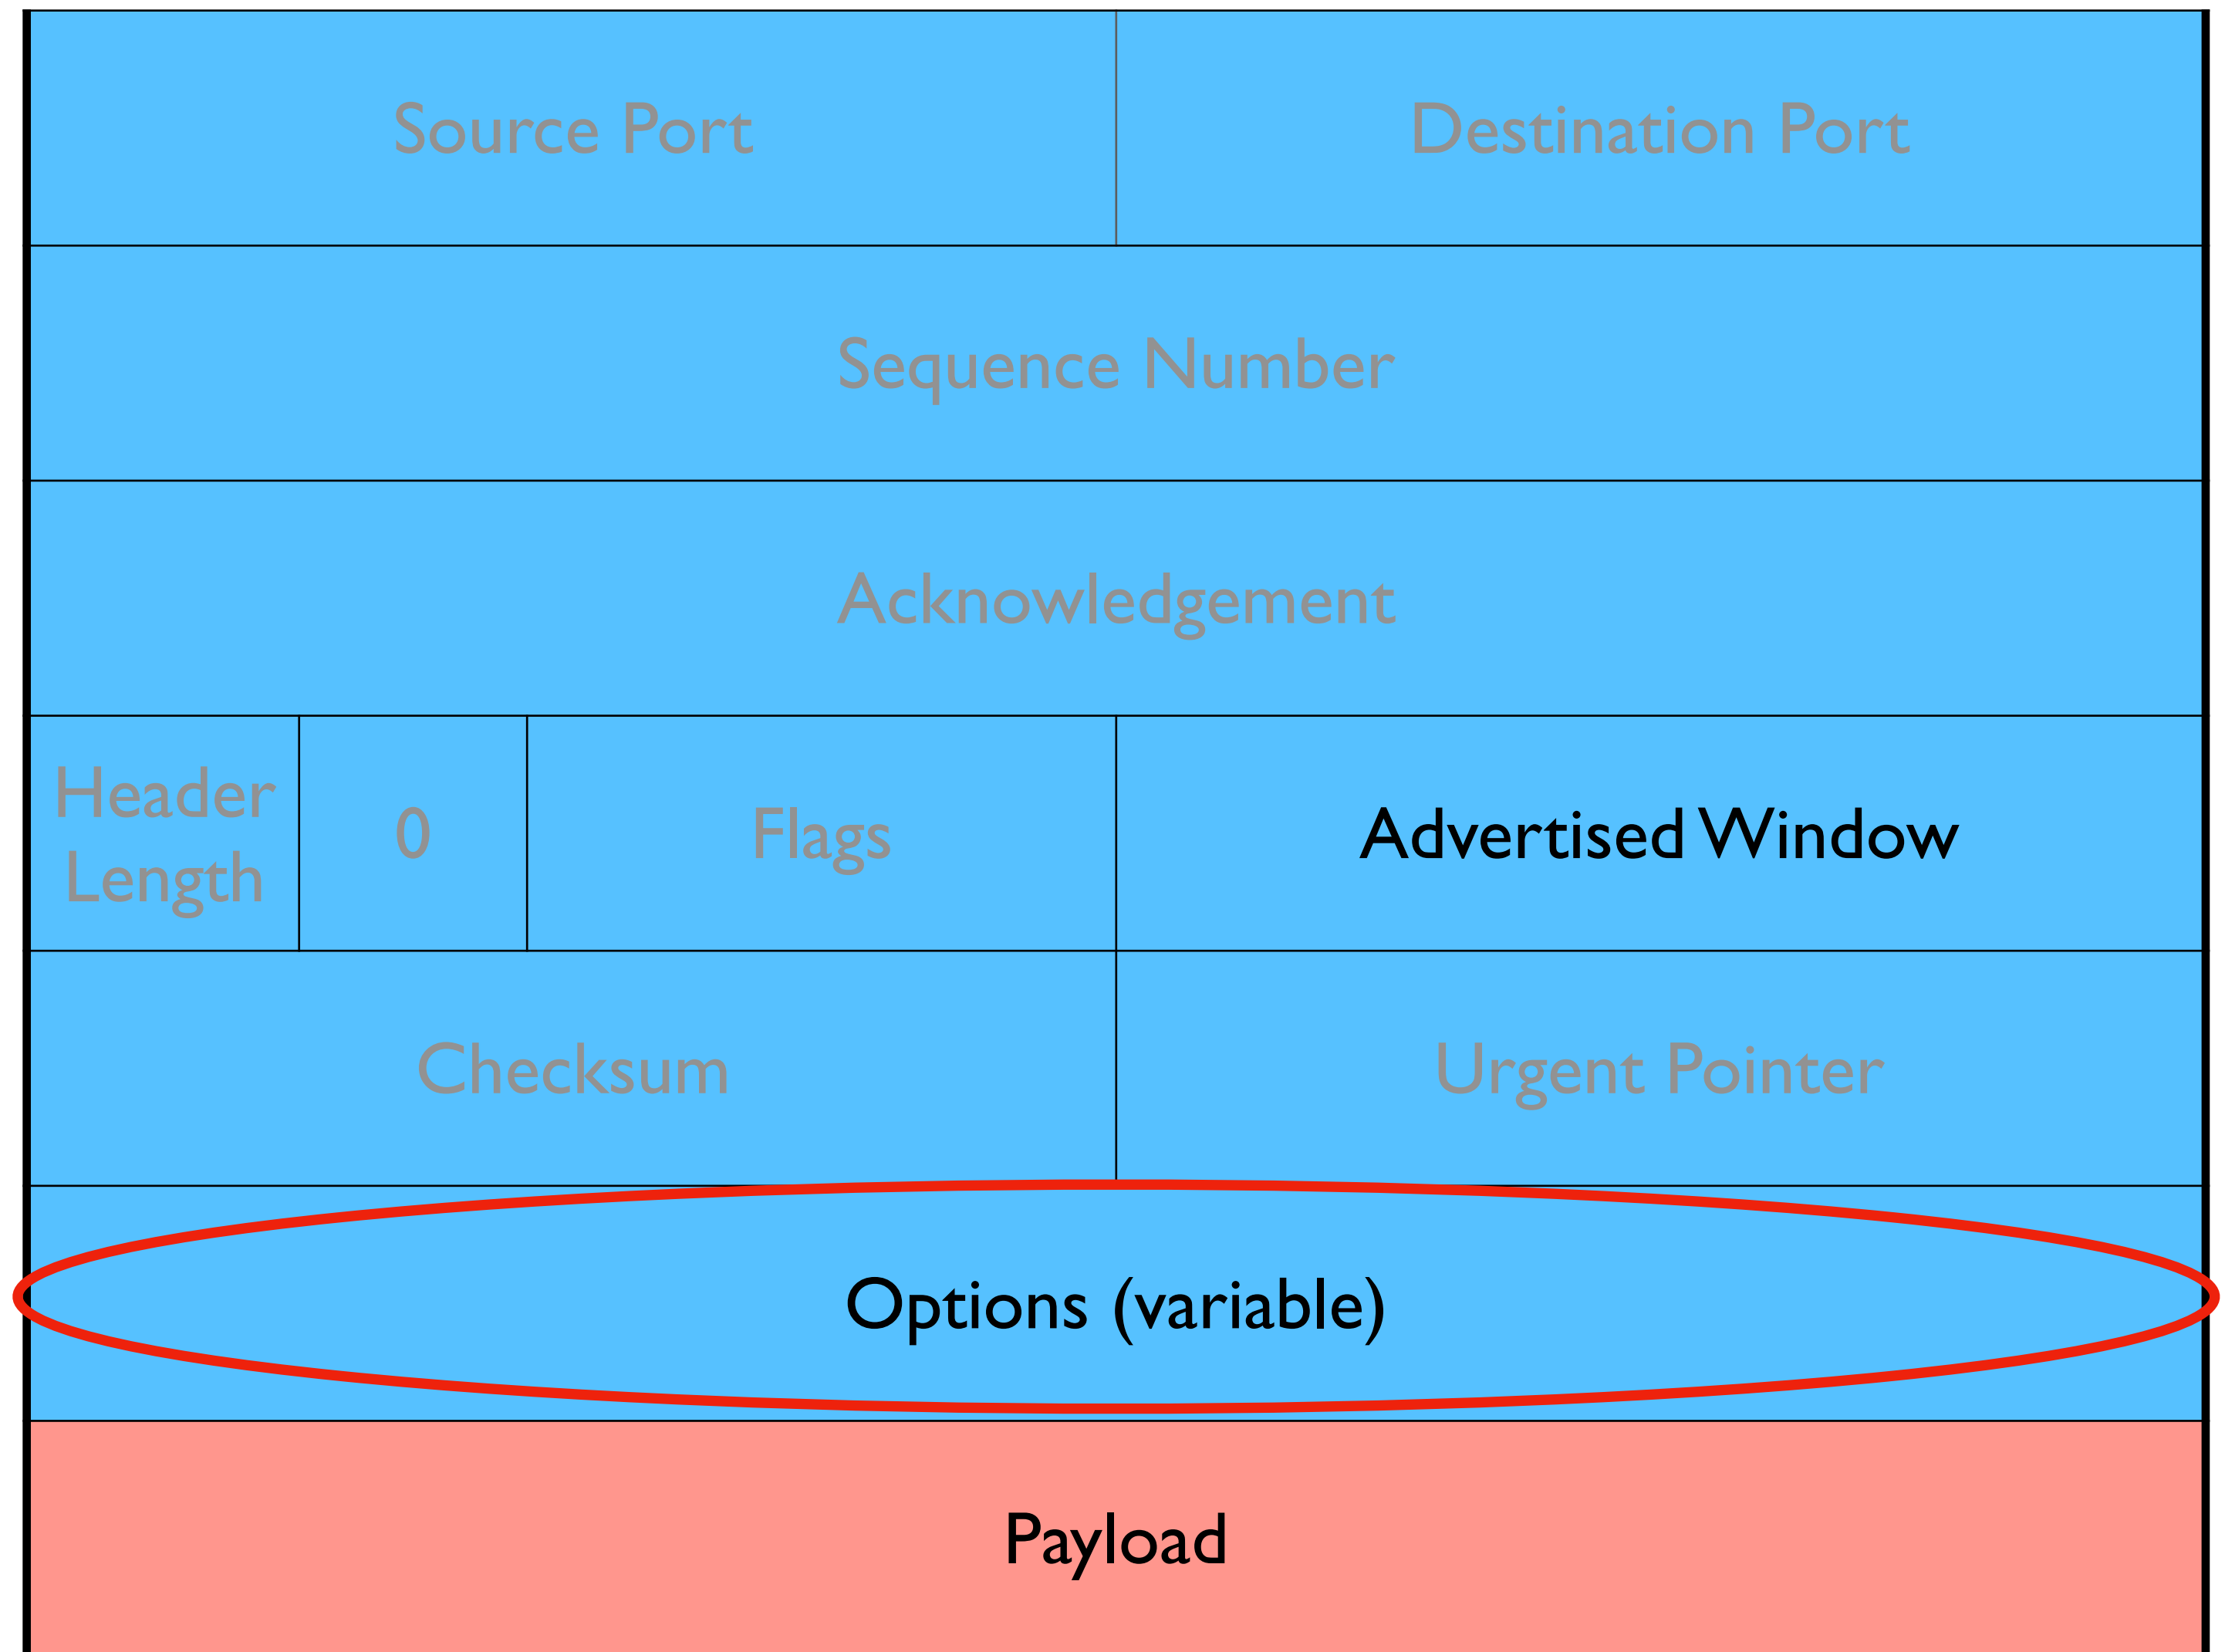 Source Port
Destination Port
Sequence Number
Acknowledgement
Header
Length
0
Flags
Advertised Window
Checksum
Urgent Pointer
Options (variable)
Payload